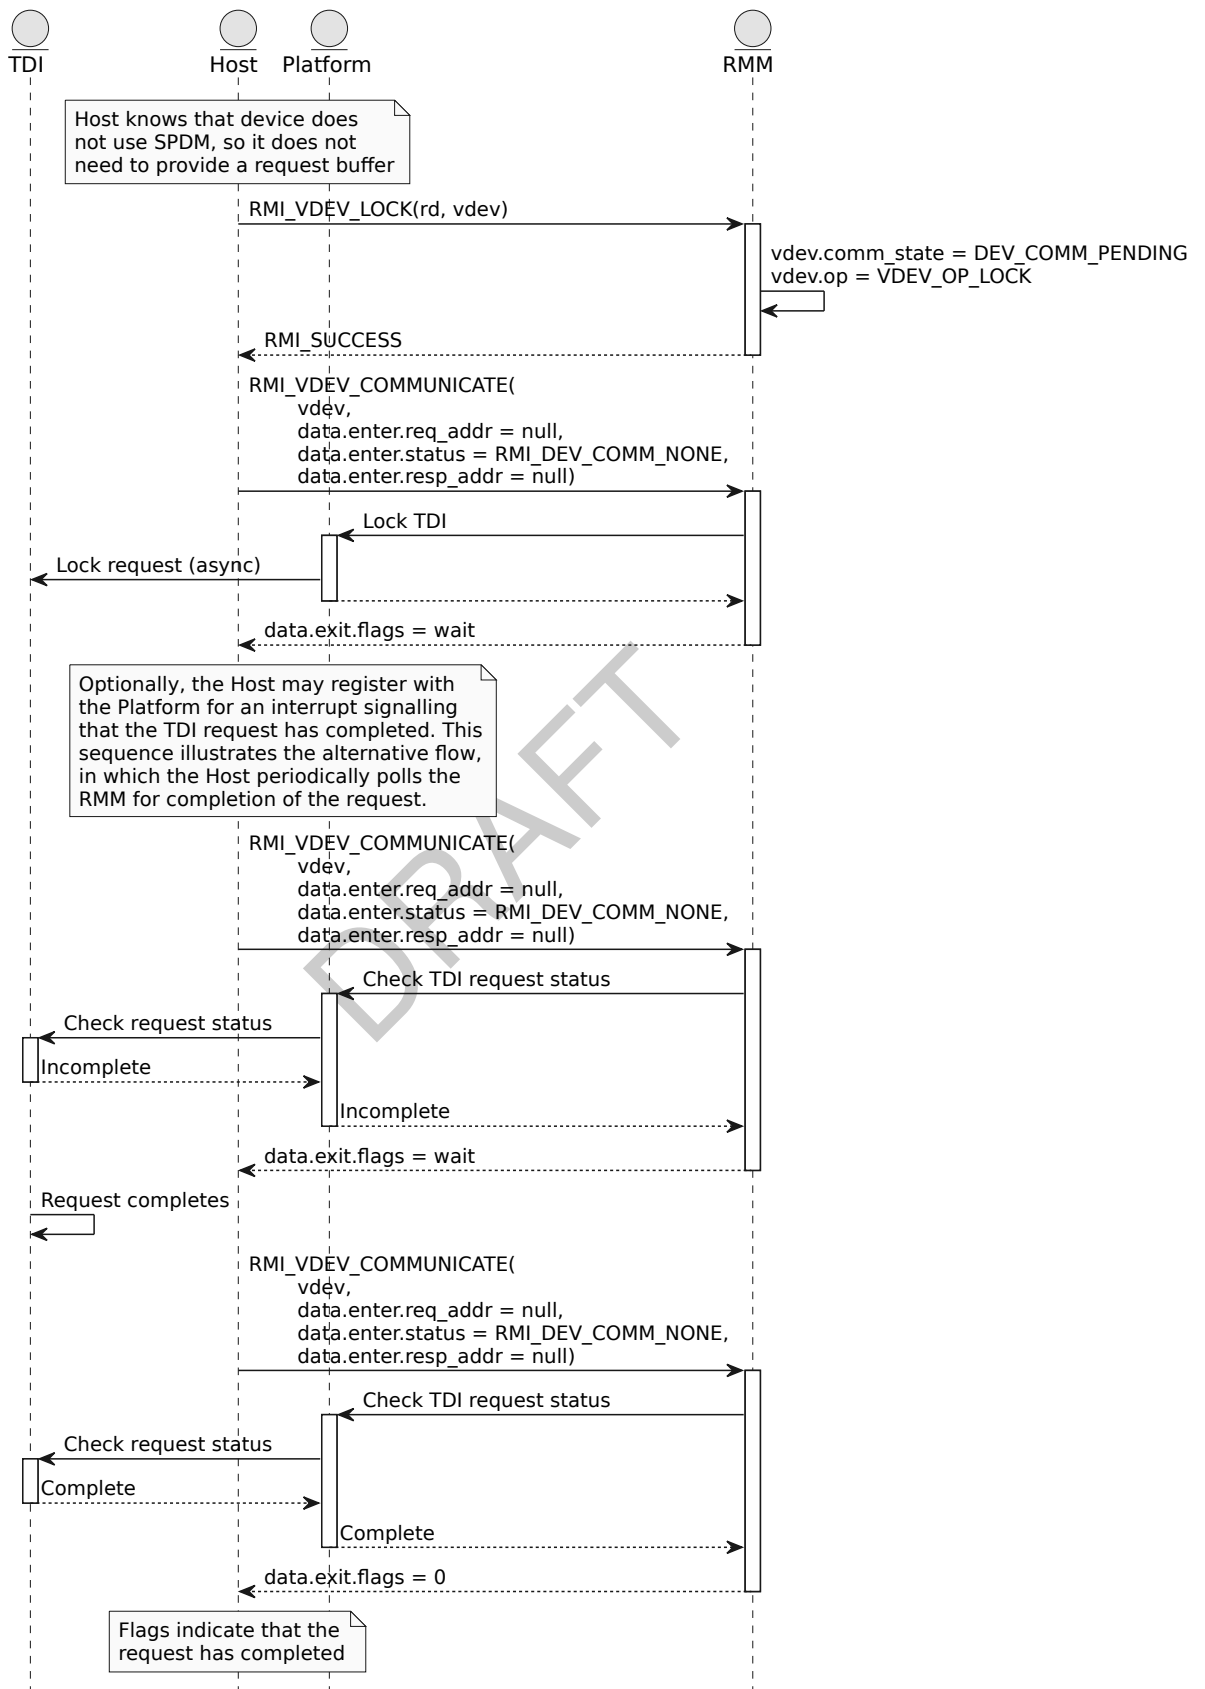 TDI
Host
Platform
RMM
Host knows that device does
not use SPDM, so it does not
need to provide a request buffer
RMI_VDEV_LOCK(rd, vdev)
vdev.comm_state = DEV_COMM_PENDING
vdev.op = VDEV_OP_LOCK
RMI_SUCCESS
RMI_VDEV_COMMUNICATE(
vdev,
data.enter.req_addr = null,
data.enter.status = RMI_DEV_COMM_NONE,
data.enter.resp_addr = null)
Lock TDI
Lock request (async)
data.exit.flags = wait
Optionally, the Host may register with
the Platform for an interrupt signalling
that the TDI request has completed. This
sequence illustrates the alternative flow,
in which the Host periodically polls the
RMM for completion of the request.
DRAFT
RMI_VDEV_COMMUNICATE(
vdev,
data.enter.req_addr = null,
data.enter.status = RMI_DEV_COMM_NONE,
data.enter.resp_addr = null)
Check TDI request status
Check request status
Incomplete
Incomplete
data.exit.flags = wait
Request completes
RMI_VDEV_COMMUNICATE(
vdev,
data.enter.req_addr = null,
data.enter.status = RMI_DEV_COMM_NONE,
data.enter.resp_addr = null)
Check TDI request status
Check request status
Complete
Complete
data.exit.flags = 0
Flags indicate that the
request has completed